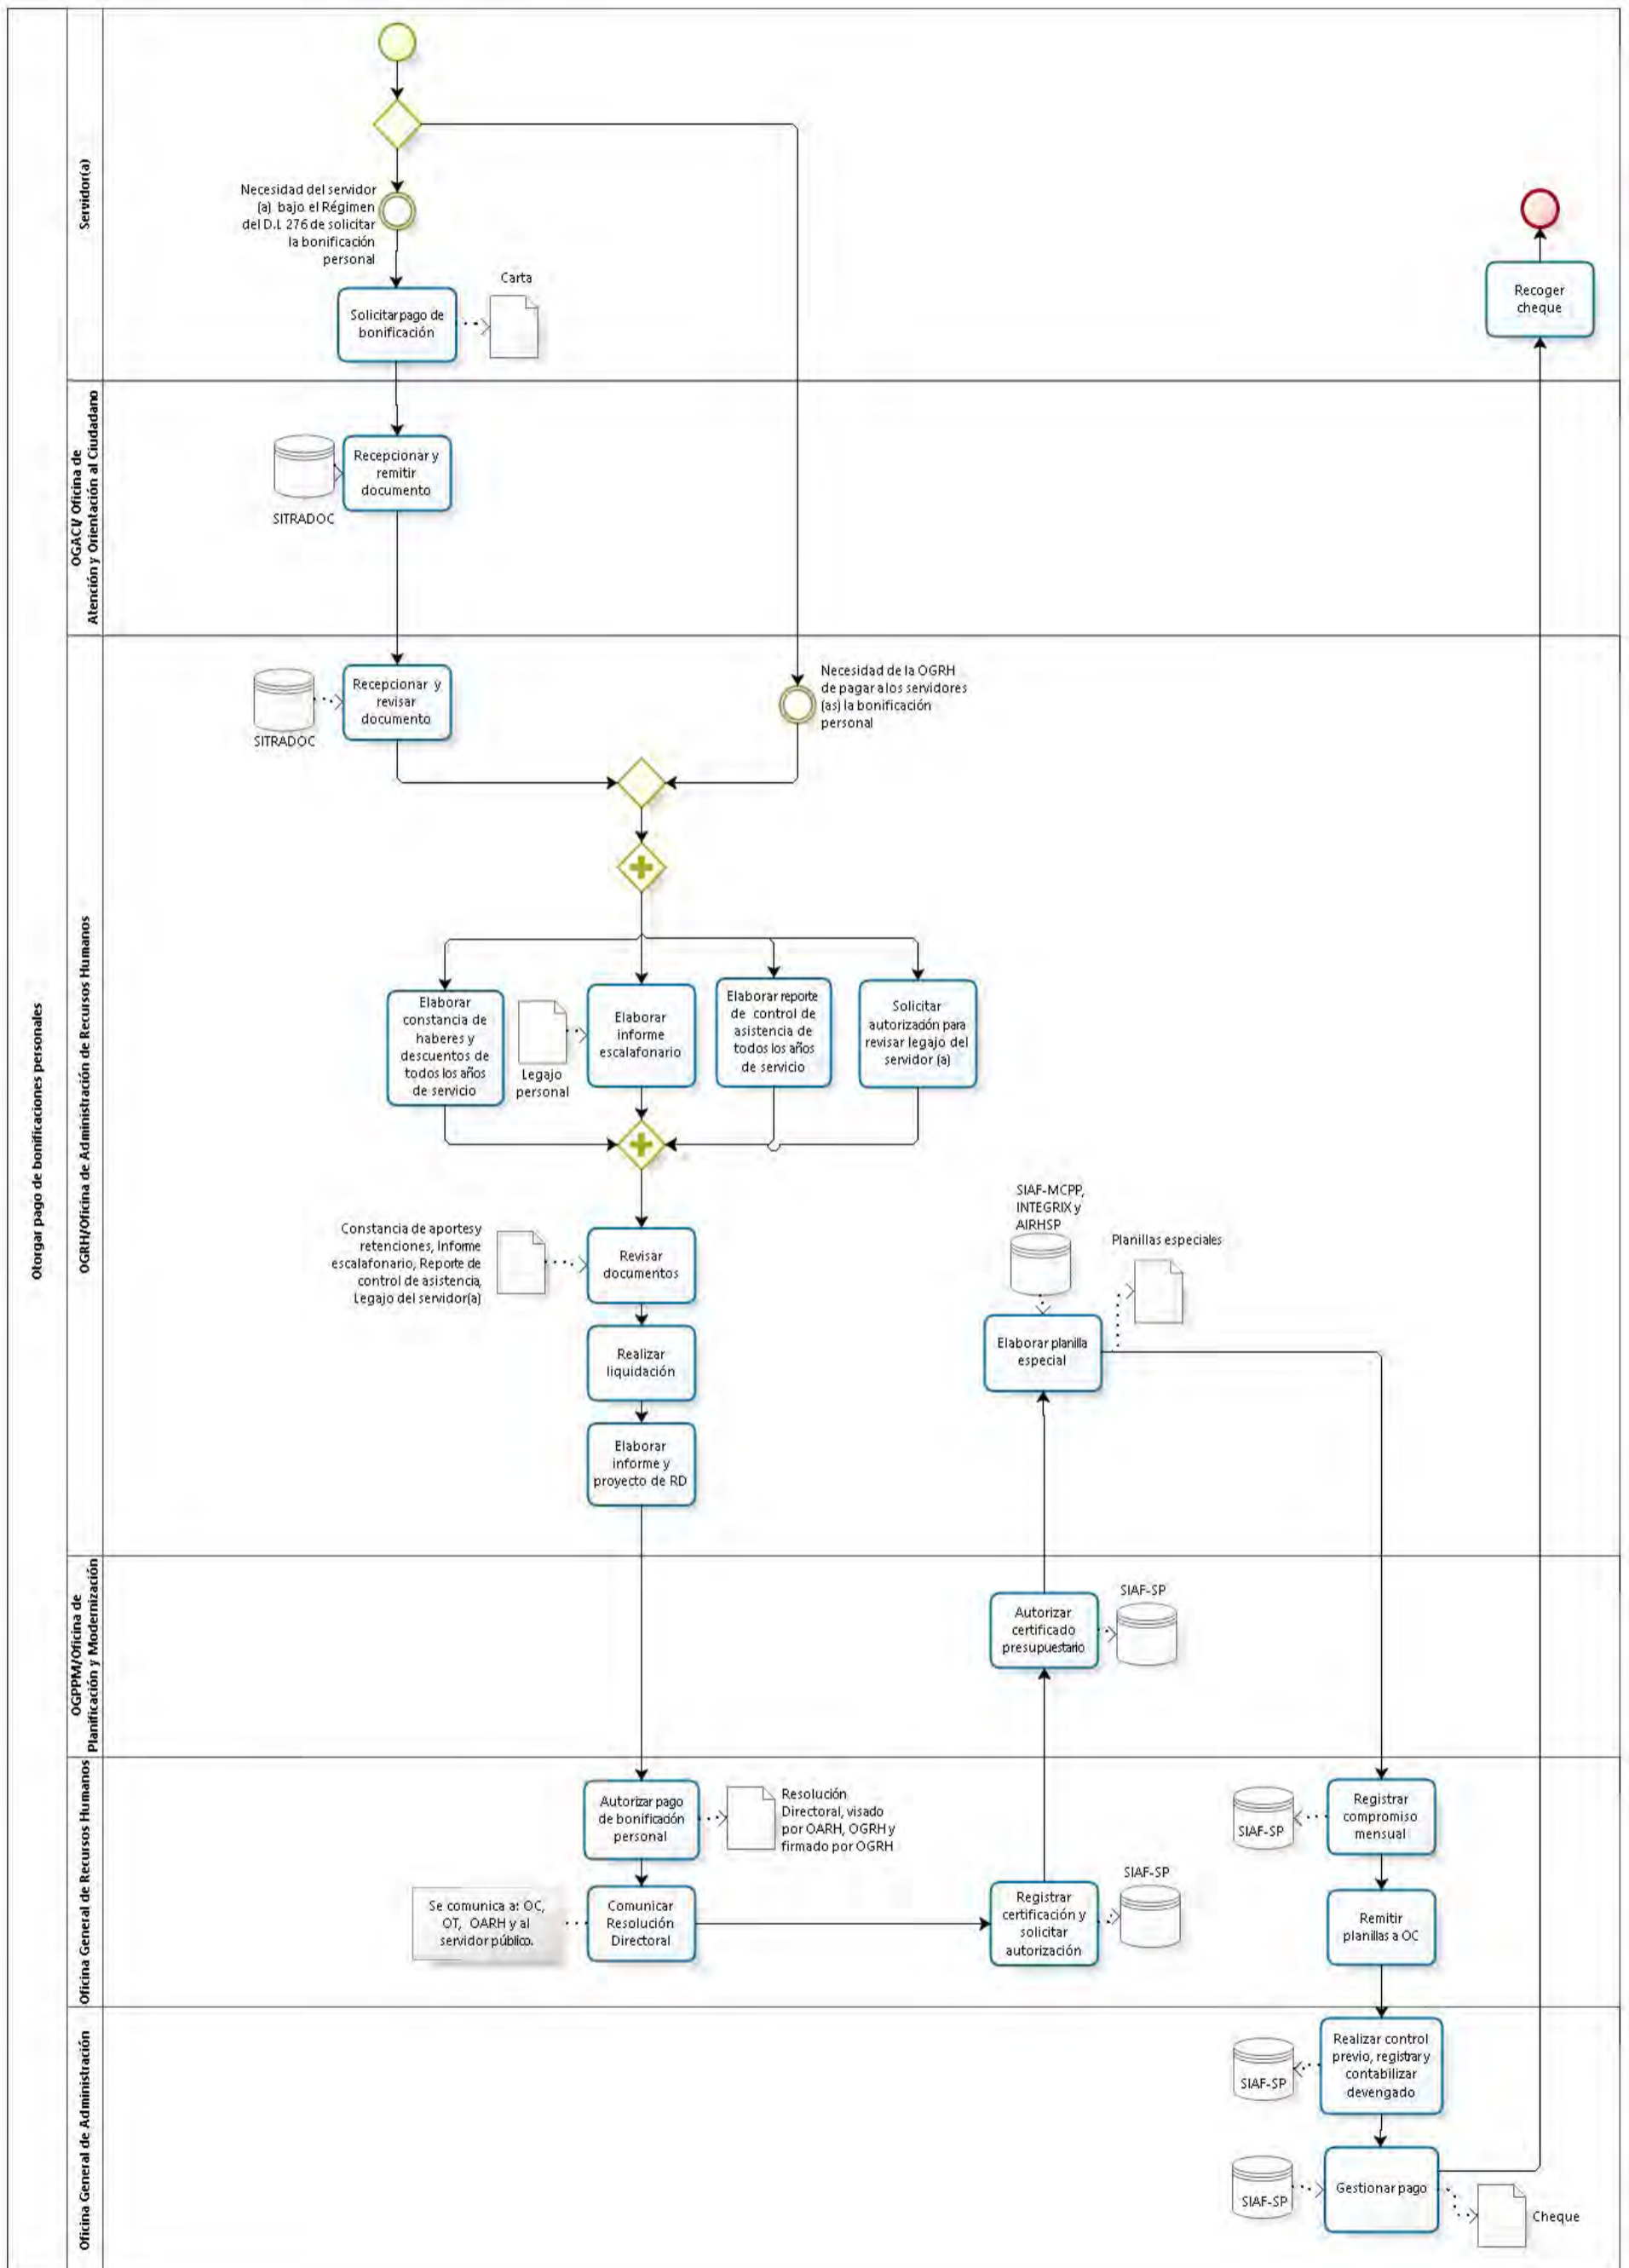 Otorgar pago de bonificaciones personales
Servidor(a)
Necesidad del servidor
(a) bajo el Régimen
del D.L 276 de solicitar
la bonificación
personal
Solicitar pago de
bonificación
Carta
Recoger
cheque
OGACI/ Oficina de
Atención y Orientación al Ciudadano
Recepcionar y
remitir
documento
SITRADOC
OGRH/Oficina de Administración de Recursos Humanos
Recepcionar y
revisar
documento
SITRADOC
Necesidad de la OGRH
de pagar a los servidores
(as) la bonificación
personal
Elaborar
constancia de
haberes y
descuentos de
todos los años
de servicio
Legajo
personal
Elaborar
informe
escalafonario
Elaborar reporte
de control de
asistencia de
todos los años
de servicio
Solicitar
autorización para
revisar legajo del
servidor (a)
Constancia de aportes y
retenciones, Informe
escalafonario, Reporte de
control de asistencia,
Legajo del servidor(a)
Revisar
documentos
Realizar
liquidación
Elaborar
informe y
proyecto de RD
SIAF-MCPP,
INTEGRIX y
AIRHSP
Planillas especiales
Elaborar planilla
especial
OGPPM/Oficina de
Planificación y Modernización
Autorizar
certificado
presupuestario
SIAF-SP
Oficina General de Recursos Humanos
Autorizar pago
de bonificación
personal
Resolución
Directoral, visado
por OARH, OGRH y
firmado por OGRH
Se comunica a: OC,
OT, OARH y al
servidor público.
Comunicar
Resolución
Directoral
Registrar
certificación y
solicitar
autorización
SIAF-SP
Registrar
compromiso
mensual
SIAF-SP
Remitir
planillas a OC
Oficina General de Administración
Realizar control
previo, registrar y
contabilizar
devengado
SIAF-SP
Gestionar pago
SIAF-SP
Cheque